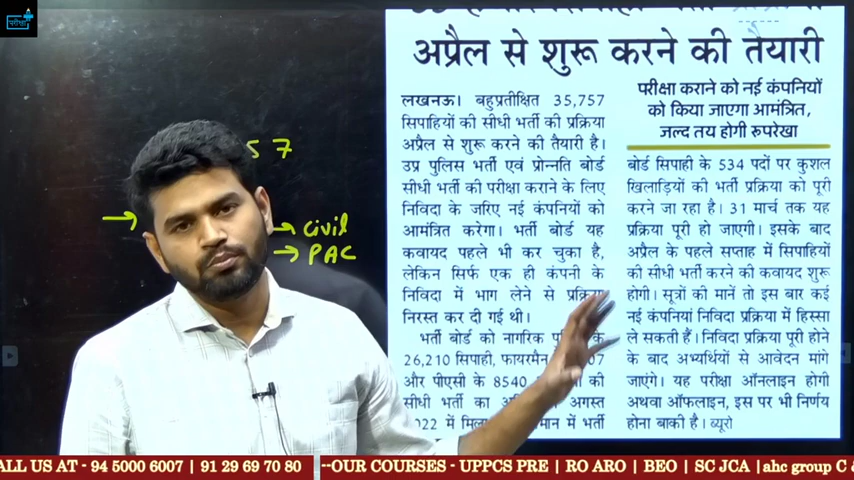 परीक्षा
अप्रैल से शुरू करने की तैयारी
परीक्षा कराने को नई कंपनियों
को किया जाएगा आमंत्रित,
जल्द तय होगी रुपरेखा
लखनऊ। बहुप्रतीक्षित 35,757
सिपाहियों की सीधी भर्ती की प्रक्रिया
अप्रैल से शुरू करने की तैयारी है।
उप्र पुलिस भर्ती एवं प्रोन्नति बोर्ड
सीधी भर्ती की परीक्षा कराने के लिए
निविदा के जरिए नई कंपनियों को
आमंत्रित करेगा। भर्ती बोर्ड यह
कवायद पहले भी कर चुका है,
लेकिन सिर्फ एक ही कंपनी के
निविदा में भाग लेने से प्रक्रिया
निरस्त कर दी गई थी।
भर्ती बोर्ड को नागरिक के
26,210 सिपाही, फायरमैन
और पीएसी के 8540 की
सीधी भर्ती का अगस्त
में भर्ती
बोर्ड सिपाही के 534 पदों पर कुशल
खिलाड़ियों की भर्ती प्रक्रिया को पूरी
करने जा रहा है। 31 मार्च तक यह
प्रक्रिया पूरी हो जाएगी। इसके बाद
अप्रैल के पहले सप्ताह में सिपाहियों
की सीधी भर्ती करने की कवायद शुरू
होगी। सूत्रों की मानें तो इस बार कई
नई कंपनियां निविदा प्रक्रिया में हिस्सा
ले सकती हैं। निविदा प्रक्रिया पूरी होने
के बाद अभ्यर्थियों से आवेदन मांगे
जाएंगे। यह परीक्षा ऑनलाइन होगी
अथवा ऑफलाइन, इस पर भी निर्णय
होना बाकी है। ब्यूरो
57
→ civil
→ PAC
ALL US AT - 94 5000 6007 | 91 29 69 70 80 | --OUR COURSES - UPPCS PRE | RO ARO | BEO | SC JCA |ahc group C &